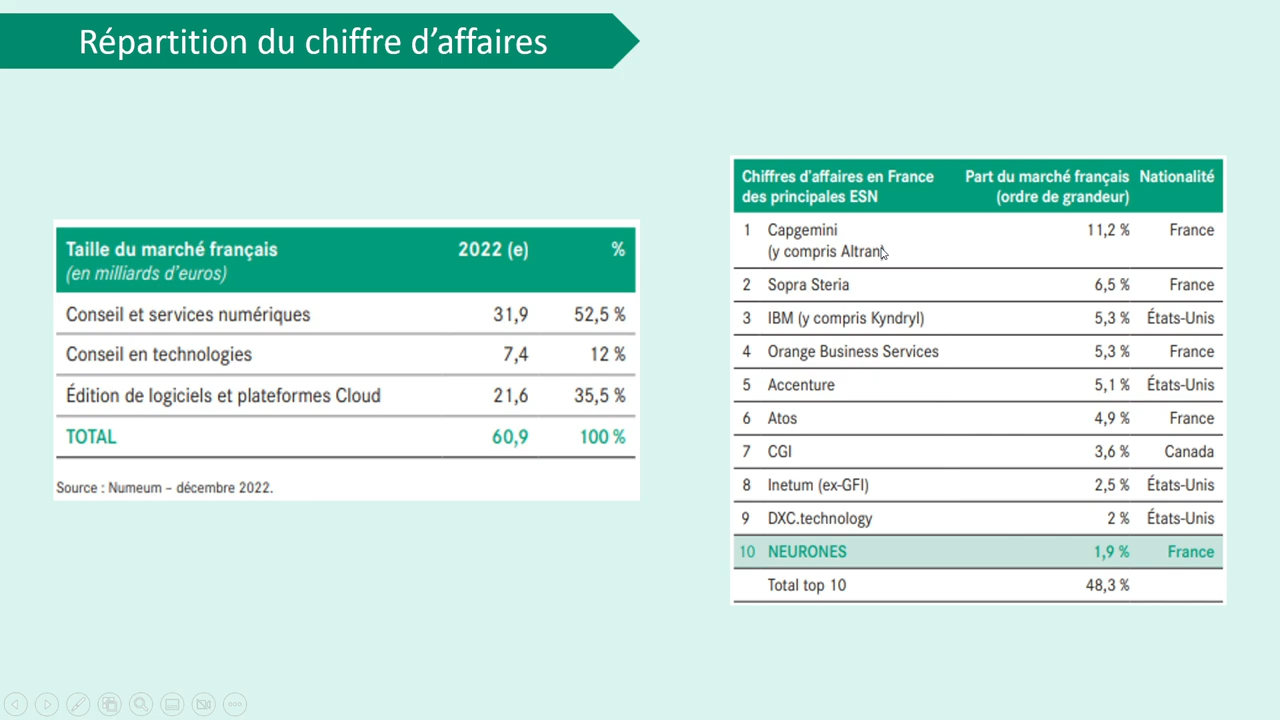 Répartition du chiffre d’affaires
Taille du marché français 2022 (e) %
(en milliards d’euros)
Conseil et services numériques 31,9 52,5 %
Conseil en technologies 7,4 12 %
Édition de logiciels et plateformes Cloud 21,6 35,5 %
TOTAL 60,9 100 %
Source : Numeum – décembre 2022.
Chiffres d’affaires en France Part du marché français Nationalité
des principales ESN (ordre de grandeur)
1 Capgemini 11,2 % France
(y compris Altran)
2 Sopra Steria 6,5 % France
3 IBM (y compris Kyndryl) 5,3 % États-Unis
4 Orange Business Services 5,3 % France
5 Accenture 5,1 % États-Unis
6 Atos 4,9 % France
7 CGI 3,6 % Canada
8 Inetum (ex-GFI) 2,5 % États-Unis
9 DXC.technology 2 % États-Unis
10 NEURONES 1,9 % France
Total top 10 48,3 %